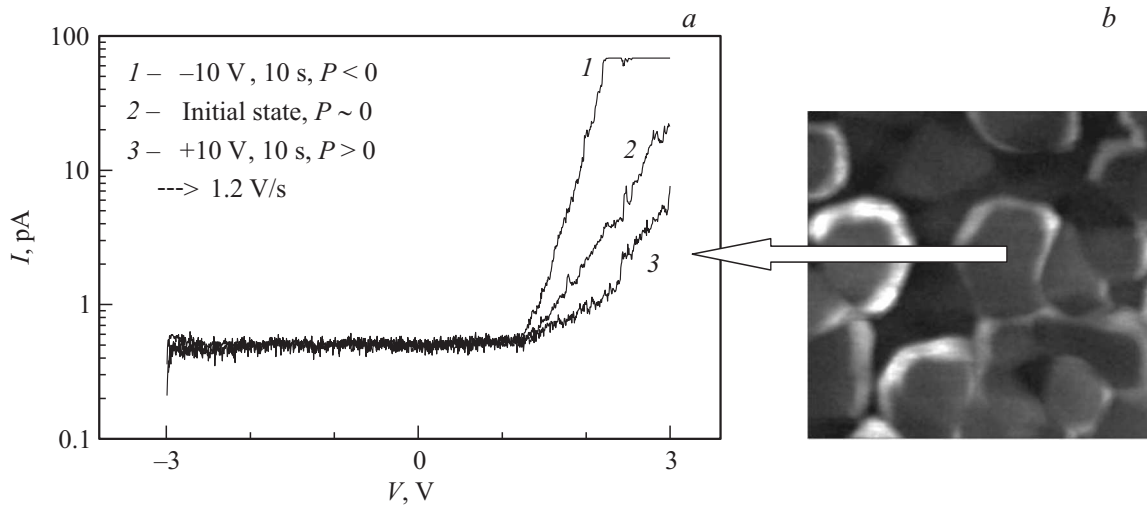 a
b
100
10
1
0.1
I, pA
1 – –10 V, 10 s, P < 0
2 – Initial state, P ~ 0
3 – +10 V, 10 s, P > 0
---> 1.2 V/s
1
2
3
–3
0
3
V, V